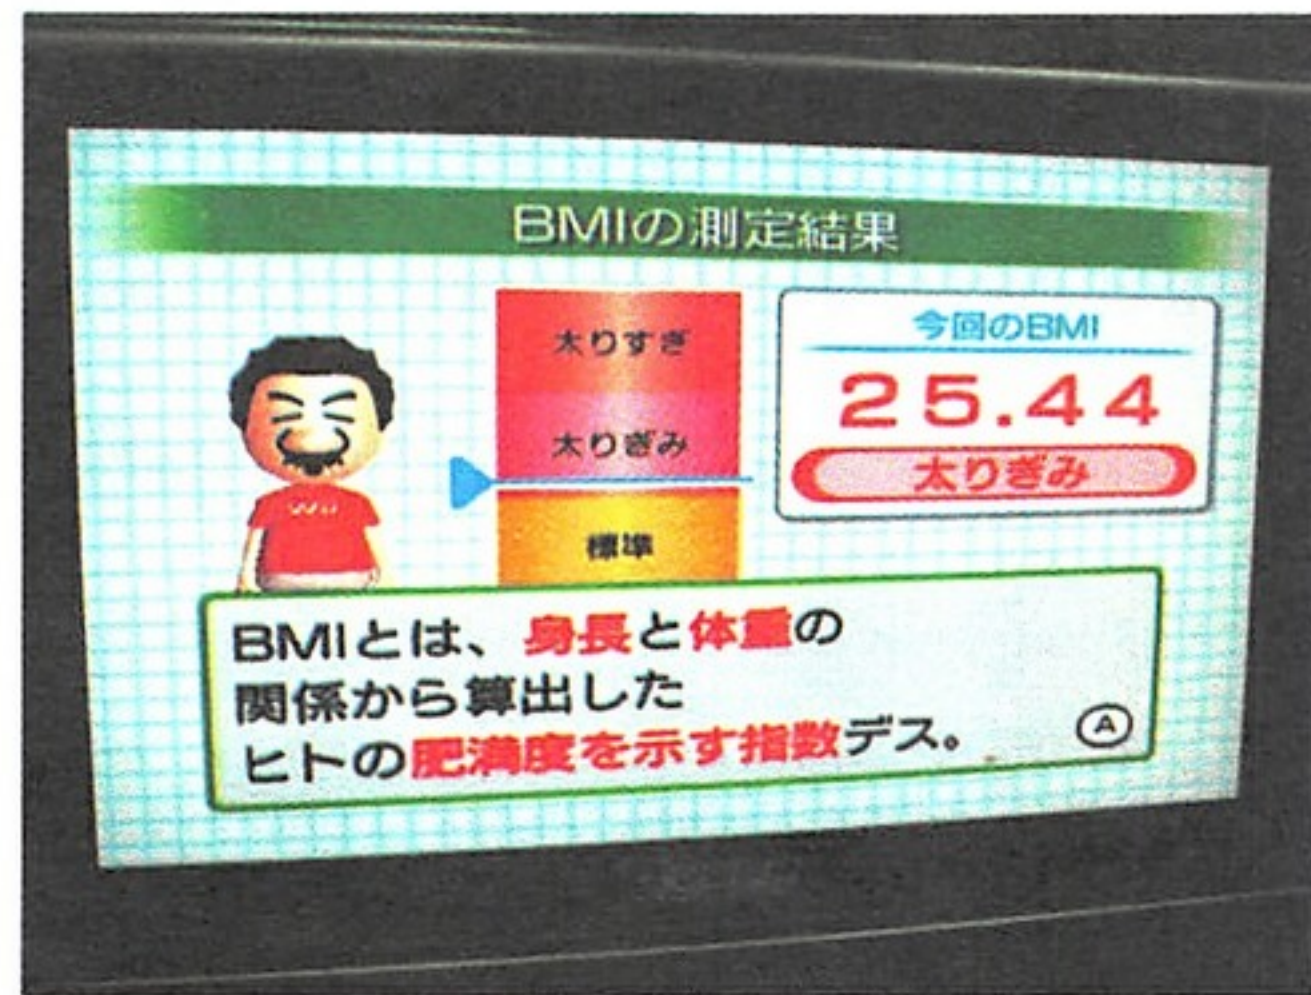 BMIの測定結果
太りすぎ
太りぎみ
標準
今回のBMI
25.44
太りぎみ
BMIとは、身長と体重の
関係から算出した
ヒトの肥満度を示す指数デス。
A